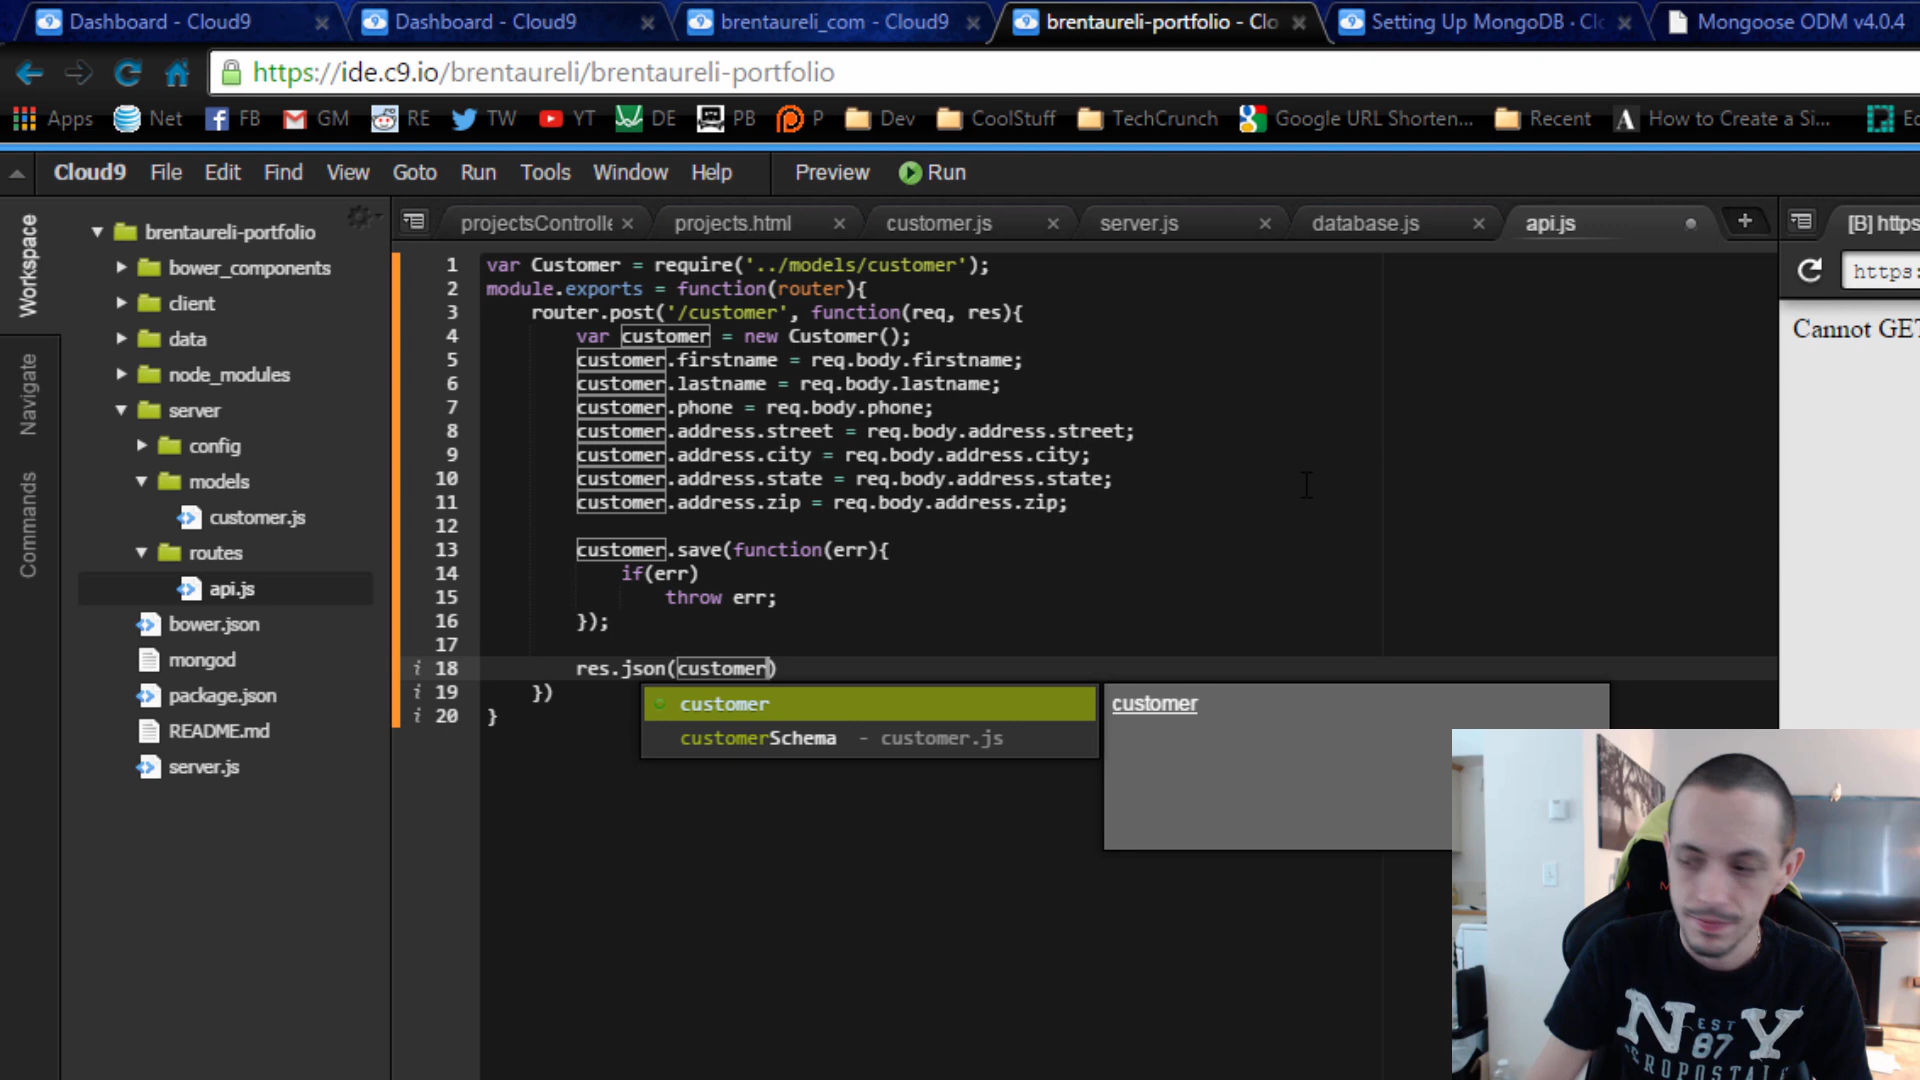 Dashboard - Cloud9
Dashboard - Cloud9
brentaureli_com - Cloud9
brentaureli-portfolio - Clo
Setting Up MongoDB · Clo
Mongoose ODM v4.0.4
https://ide.c9.io/brentaureli/brentaureli-portfolio
Apps Net FB GM RE TW YT DE PB P Dev CoolStuff TechCrunch Google URL Shorten... Recent How to Create a Si...
Cloud9 File Edit Find View Goto Run Tools Window Help Preview Run
Workspace
Navigate
Commands
brentaureli-portfolio
bower_components
client
data
node_modules
server
config
models
customer.js
routes
api.js
bower.json
mongod
package.json
README.md
server.js
projectsControlle projects.html customer.js server.js database.js api.js
1 var Customer = require('../models/customer');
2 module.exports = function(router){
3 router.post('/customer', function(req, res){
4 var customer = new Customer();
5 customer.firstname = req.body.firstname;
6 customer.lastname = req.body.lastname;
7 customer.phone = req.body.phone;
8 customer.address.street = req.body.address.street;
9 customer.address.city = req.body.address.city;
10 customer.address.state = req.body.address.state;
11 customer.address.zip = req.body.address.zip;
12
13 customer.save(function(err){
14 if(err)
15 throw err;
16 });
17
18 res.json(customer)
19 })
20 }
customer
customerSchema - customer.js
customer
[B] https
https:
Cannot GET
N Y
EST
87
EROPOSTALE